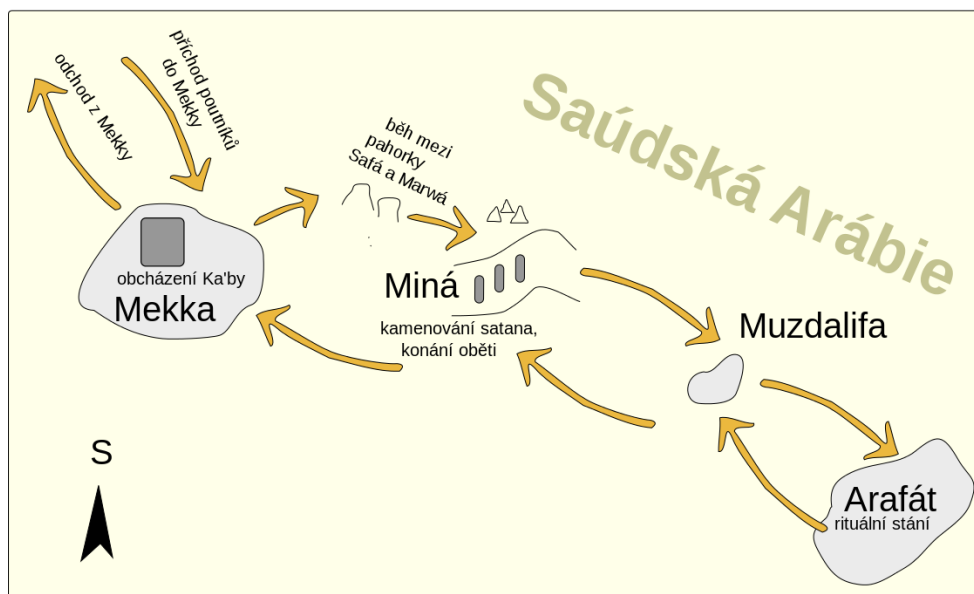 odchod z Mekky
příchod poutníků
do Mekky
běh mezi
pahorky
Safá a Marwá
Saúdská Arábie
obcházení Ka'by
Mekka
Miná
kamenování satana,
konání oběti
Muzdalifa
Arafát
rituální stání
S